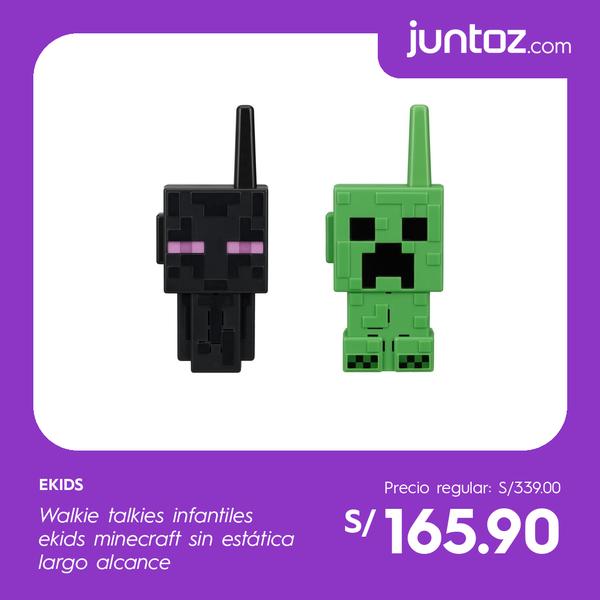 juntoz.com
EKIDS
Walkie talkies infantiles
ekids minecraft sin estática
largo alcance
Precio regular: S/339.00
S/ 165.90